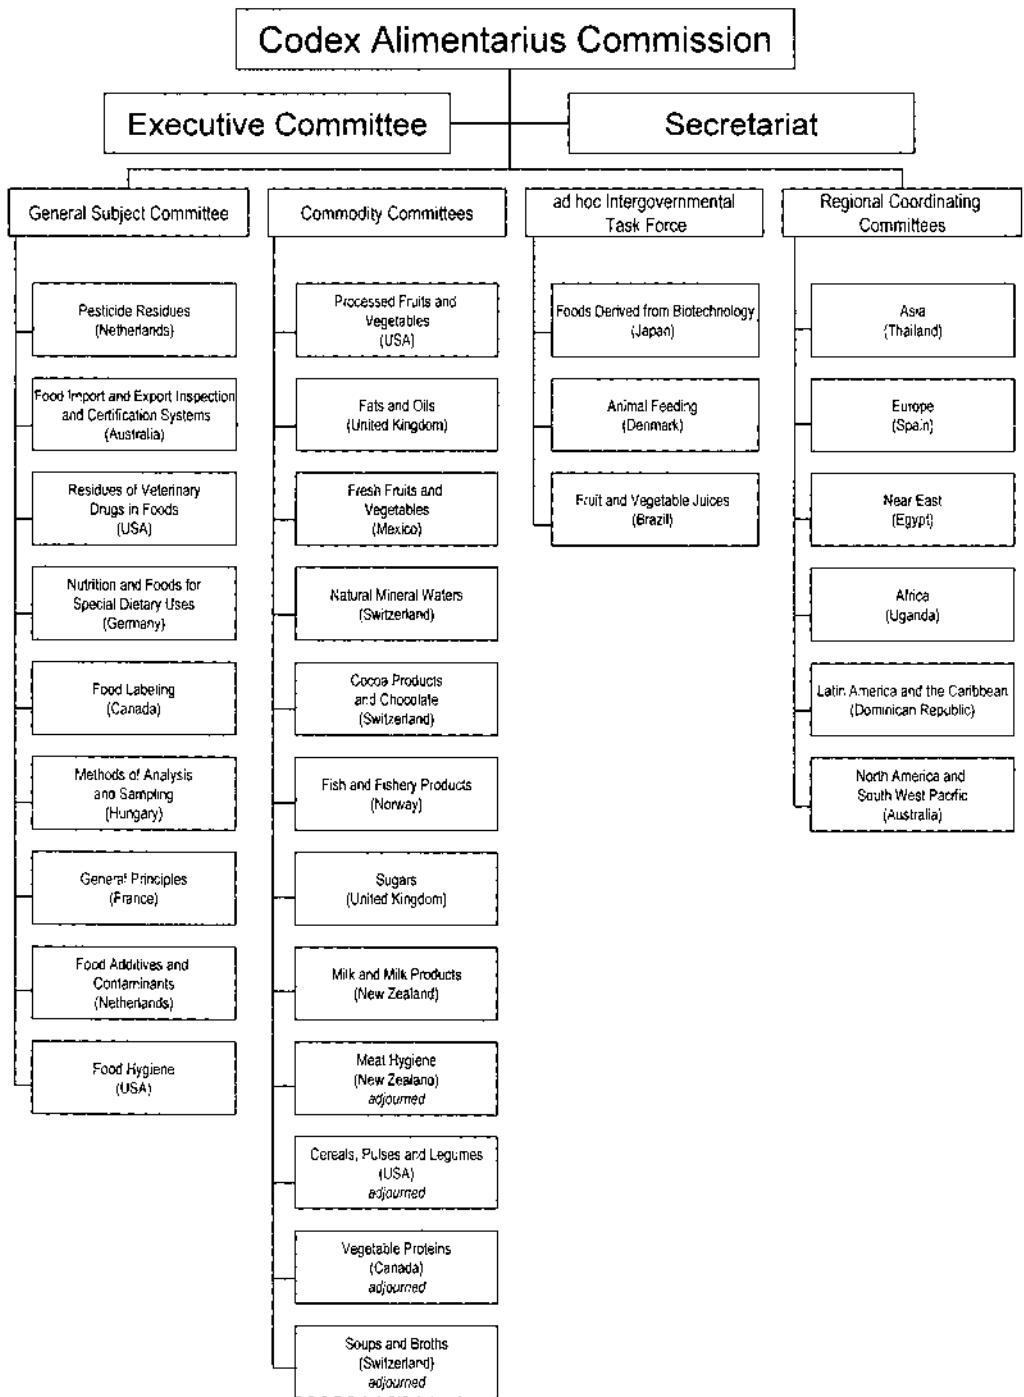 Codex Alimentarius Commission
Executive Committee
Secretariat
General Subject Committee
Pesticide Residues
(Netherlands)
Food Import and Export Inspection
and Certification Systems
(Australia)
Residues of Veterinary
Drugs in Foods
(USA)
Nutrition and Foods for
Special Dietary Uses
(Germany)
Food Labeling
(Canada)
Methods of Analysis
and Sampling
(Hungary)
General Principles
(France)
Food Additives and
Contaminants
(Netherlands)
Food Hygiene
(USA)
Commodity Committees
Processed Fruits and
Vegetables
(USA)
Fats and Oils
(United Kingdom)
Fresh Fruits and
Vegetables
(Mexico)
Natural Mineral Waters
(Switzerland)
Cocoa Products
and Chocolate
(Switzerland)
Fish and Fishery Products
(Norway)
Sugars
(United Kingdom)
Milk and Milk Products
(New Zealand)
Meat Hygiene
(New Zealand)
adjourned
Cereals, Pulses and Legumes
(USA)
adjourned
Vegetable Proteins
(Canada)
adjourned
Soups and Broths
(Switzerland)
adjourned
ad hoc Intergovernmental
Task Force
Foods Derived from Biotechnology
(Japan)
Animal Feeding
(Denmark)
Fruit and Vegetable Juices
(Brazil)
Regional Coordinating
Committees
Asia
(Thailand)
Europe
(Spain)
Near East
(Egypt)
Africa
(Uganda)
Latin America and the Caribbean
(Dominican Republic)
North America and
South West Pacific
(Australia)